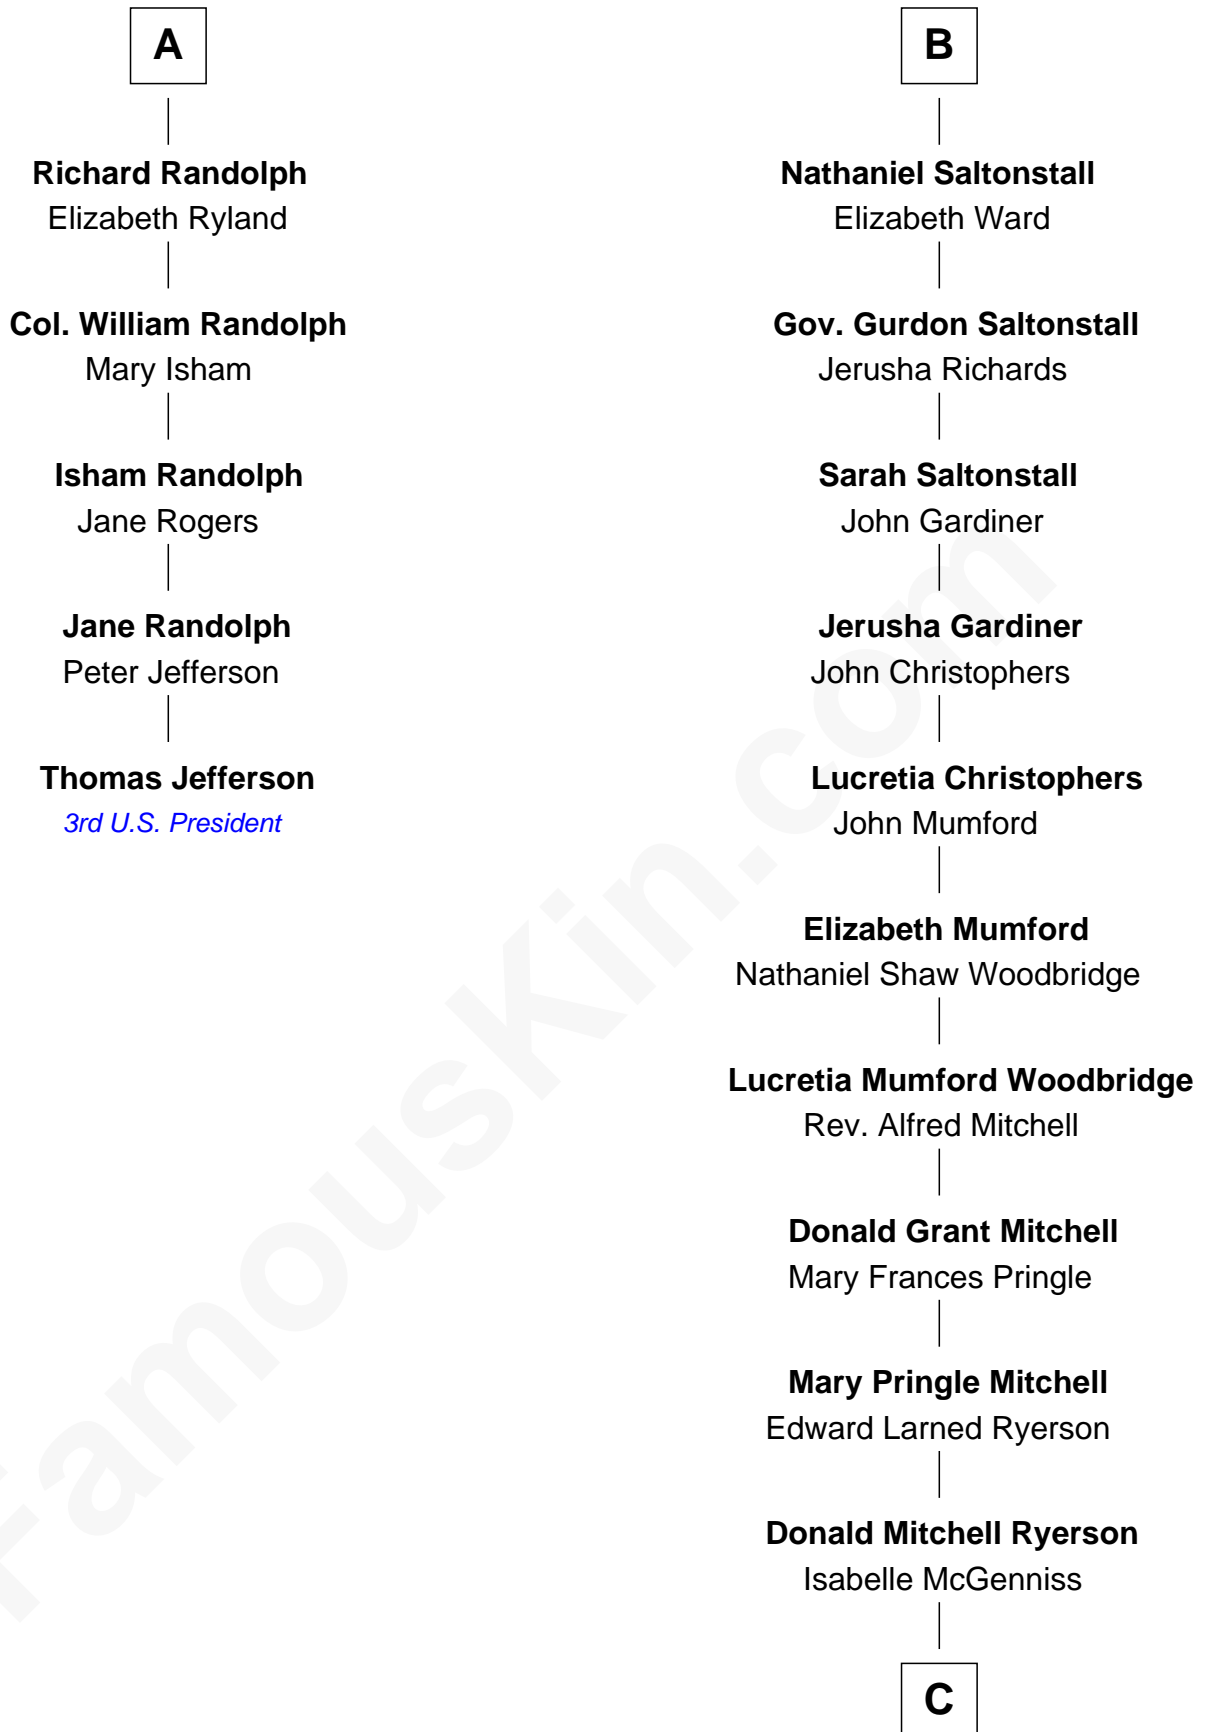 A
Richard Randolph
Elizabeth Ryland
Col. William Randolph
Mary Isham
Isham Randolph
Jane Rogers
Jane Randolph
Peter Jefferson
Thomas Jefferson
3rd U.S. President
B
Nathaniel Saltonstall
Elizabeth Ward
Gov. Gurdon Saltonstall
Jerusha Richards
Sarah Saltonstall
John Gardiner
Jerusha Gardiner
John Christophers
Lucretia Christophers
John Mumford
Elizabeth Mumford
Nathaniel Shaw Woodbridge
Lucretia Mumford Woodbridge
Rev. Alfred Mitchell
Donald Grant Mitchell
Mary Frances Pringle
Mary Pringle Mitchell
Edward Larned Ryerson
Donald Mitchell Ryerson
Isabelle McGenniss
C
FamousKin.com